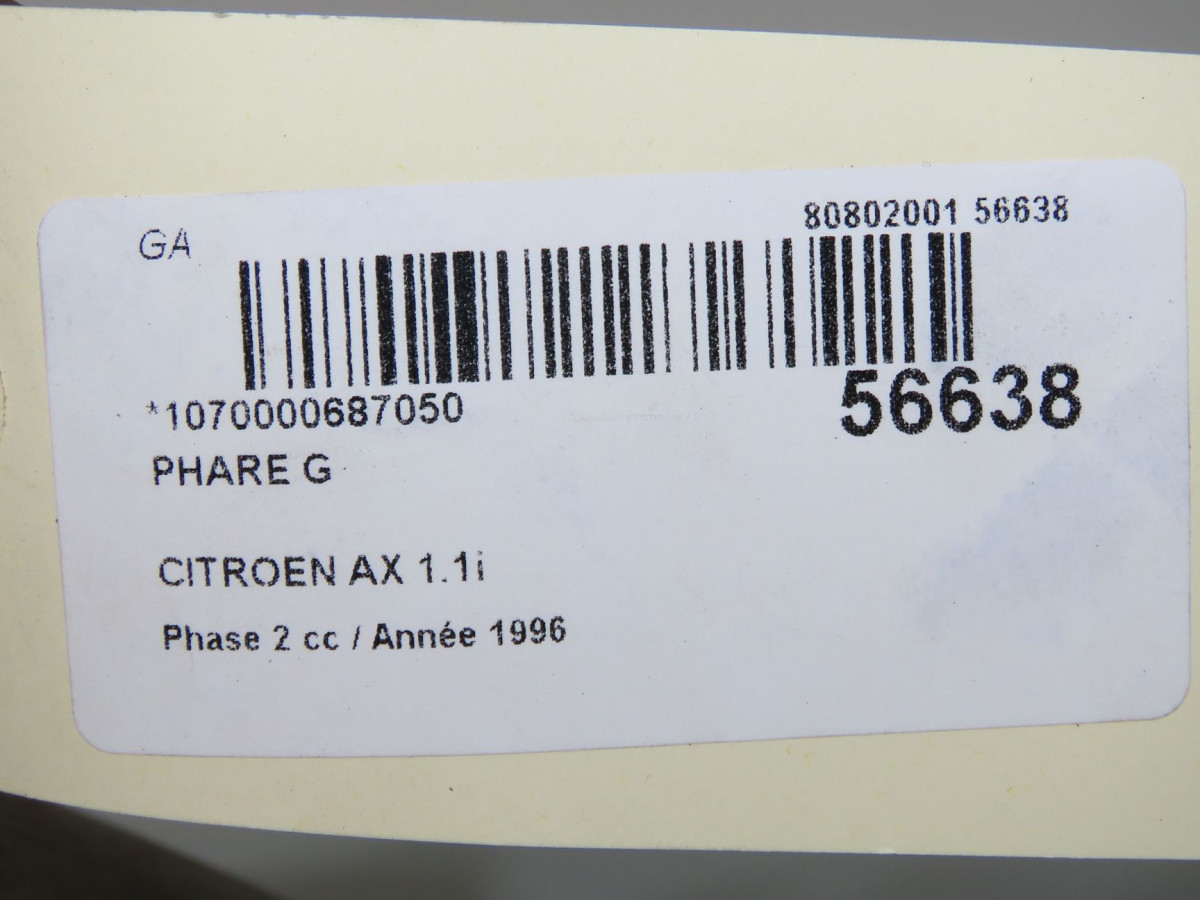 GA
80802001 56638
*1070000687050
56638
PHARE G
CITROEN AX 1.1i
Phase 2 cc / Année 1996